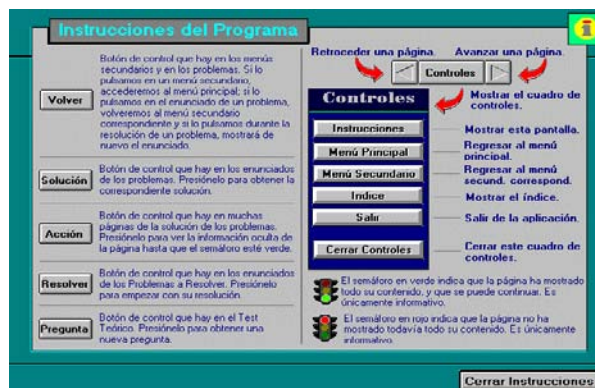 Instrucciones del Programa
Volver
Botón de control que hay en los menús
secundarios y en los problemas. Si lo
pulsamos en un menú secundario,
accederemos al menú principal; si lo
pulsamos en el enunciado de un problema,
volveremos al menú secundario
correspondiente y si lo pulsamos durante la
resolución de un problema, mostrará de
nuevo el enunciado.
Solución
Botón de control que hay en los enunciados
de los problemas. Presiónelo para obtener la
correspondiente solución.
Acción
Botón de control que hay en muchas
páginas de la solución de los problemas.
Presiónelo para ver la información oculta de
la página hasta que el semáforo esté verde.
Resolver
Botón de control que hay en los enunciados
de los Problemas a Resolver. Presiónelo
para empezar con su resolución.
Pregunta
Botón de control que hay en el Test
Teórico. Presiónelo para obtener una
nueva pregunta.
Retroceder una página.
Avanzar una página.
Controles
Controles
Mostrar el cuadro de
controles.
Instrucciones
Mostrar esta pantalla.
Menú Principal
Regresar al menú
principal.
Menú Secundario
Regresar al menú
secund. correspond.
Indice
Mostrar el índice.
Salir
Salir de la aplicación.
Cerrar Controles
Cerrar este cuadro de
controles.
El semáforo en verde indica que la página ha mostrado
todo su contenido, y que se puede continuar. Es
únicamente informativo.
El semáforo en rojo indica que la página no ha
mostrado todavía todo su contenido. Es únicamente
informativo.
Cerrar Instrucciones